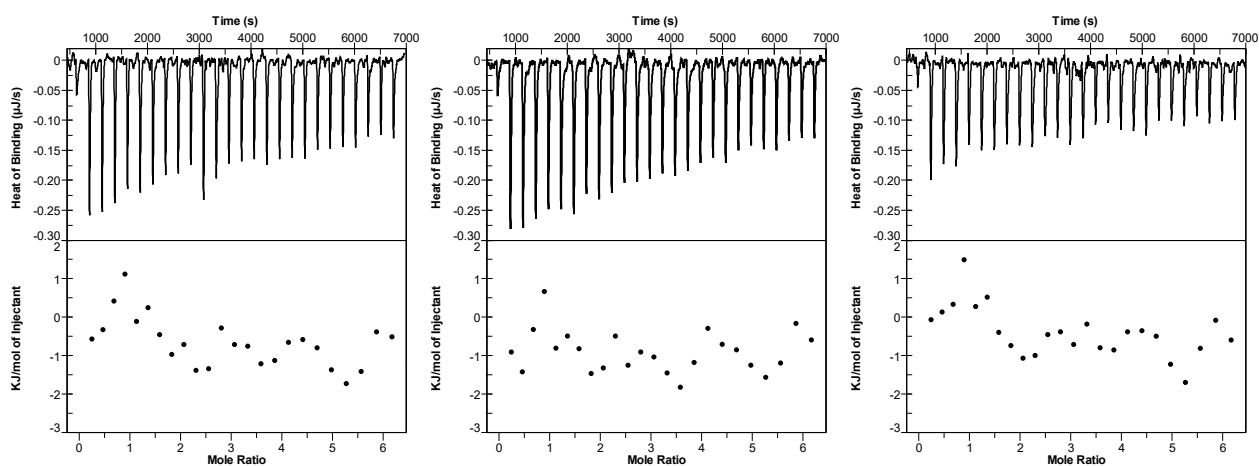 Time (s)
1000 2000 3000 4000 5000 6000 7000
0
-0.05
-0.10
-0.15
-0.20
-0.25
-0.30
Heat of Binding (µJ/s)
2
1
0
-1
-2
-3
KJ/mol of Injectant
0 1 2 3 4 5 6
Mole Ratio
Time (s)
1000 2000 3000 4000 5000 6000 7000
0
-0.05
-0.10
-0.15
-0.20
-0.25
-0.30
Heat of Binding (µJ/s)
2
1
0
-1
-2
-3
KJ/mol of Injectant
0 1 2 3 4 5 6
Mole Ratio
Time (s)
1000 2000 3000 4000 5000 6000 7000
0
-0.05
-0.10
-0.15
-0.20
-0.25
-0.30
Heat of Binding (µJ/s)
2
1
0
-1
-2
-3
KJ/mol of Injectant
0 1 2 3 4 5 6
Mole Ratio